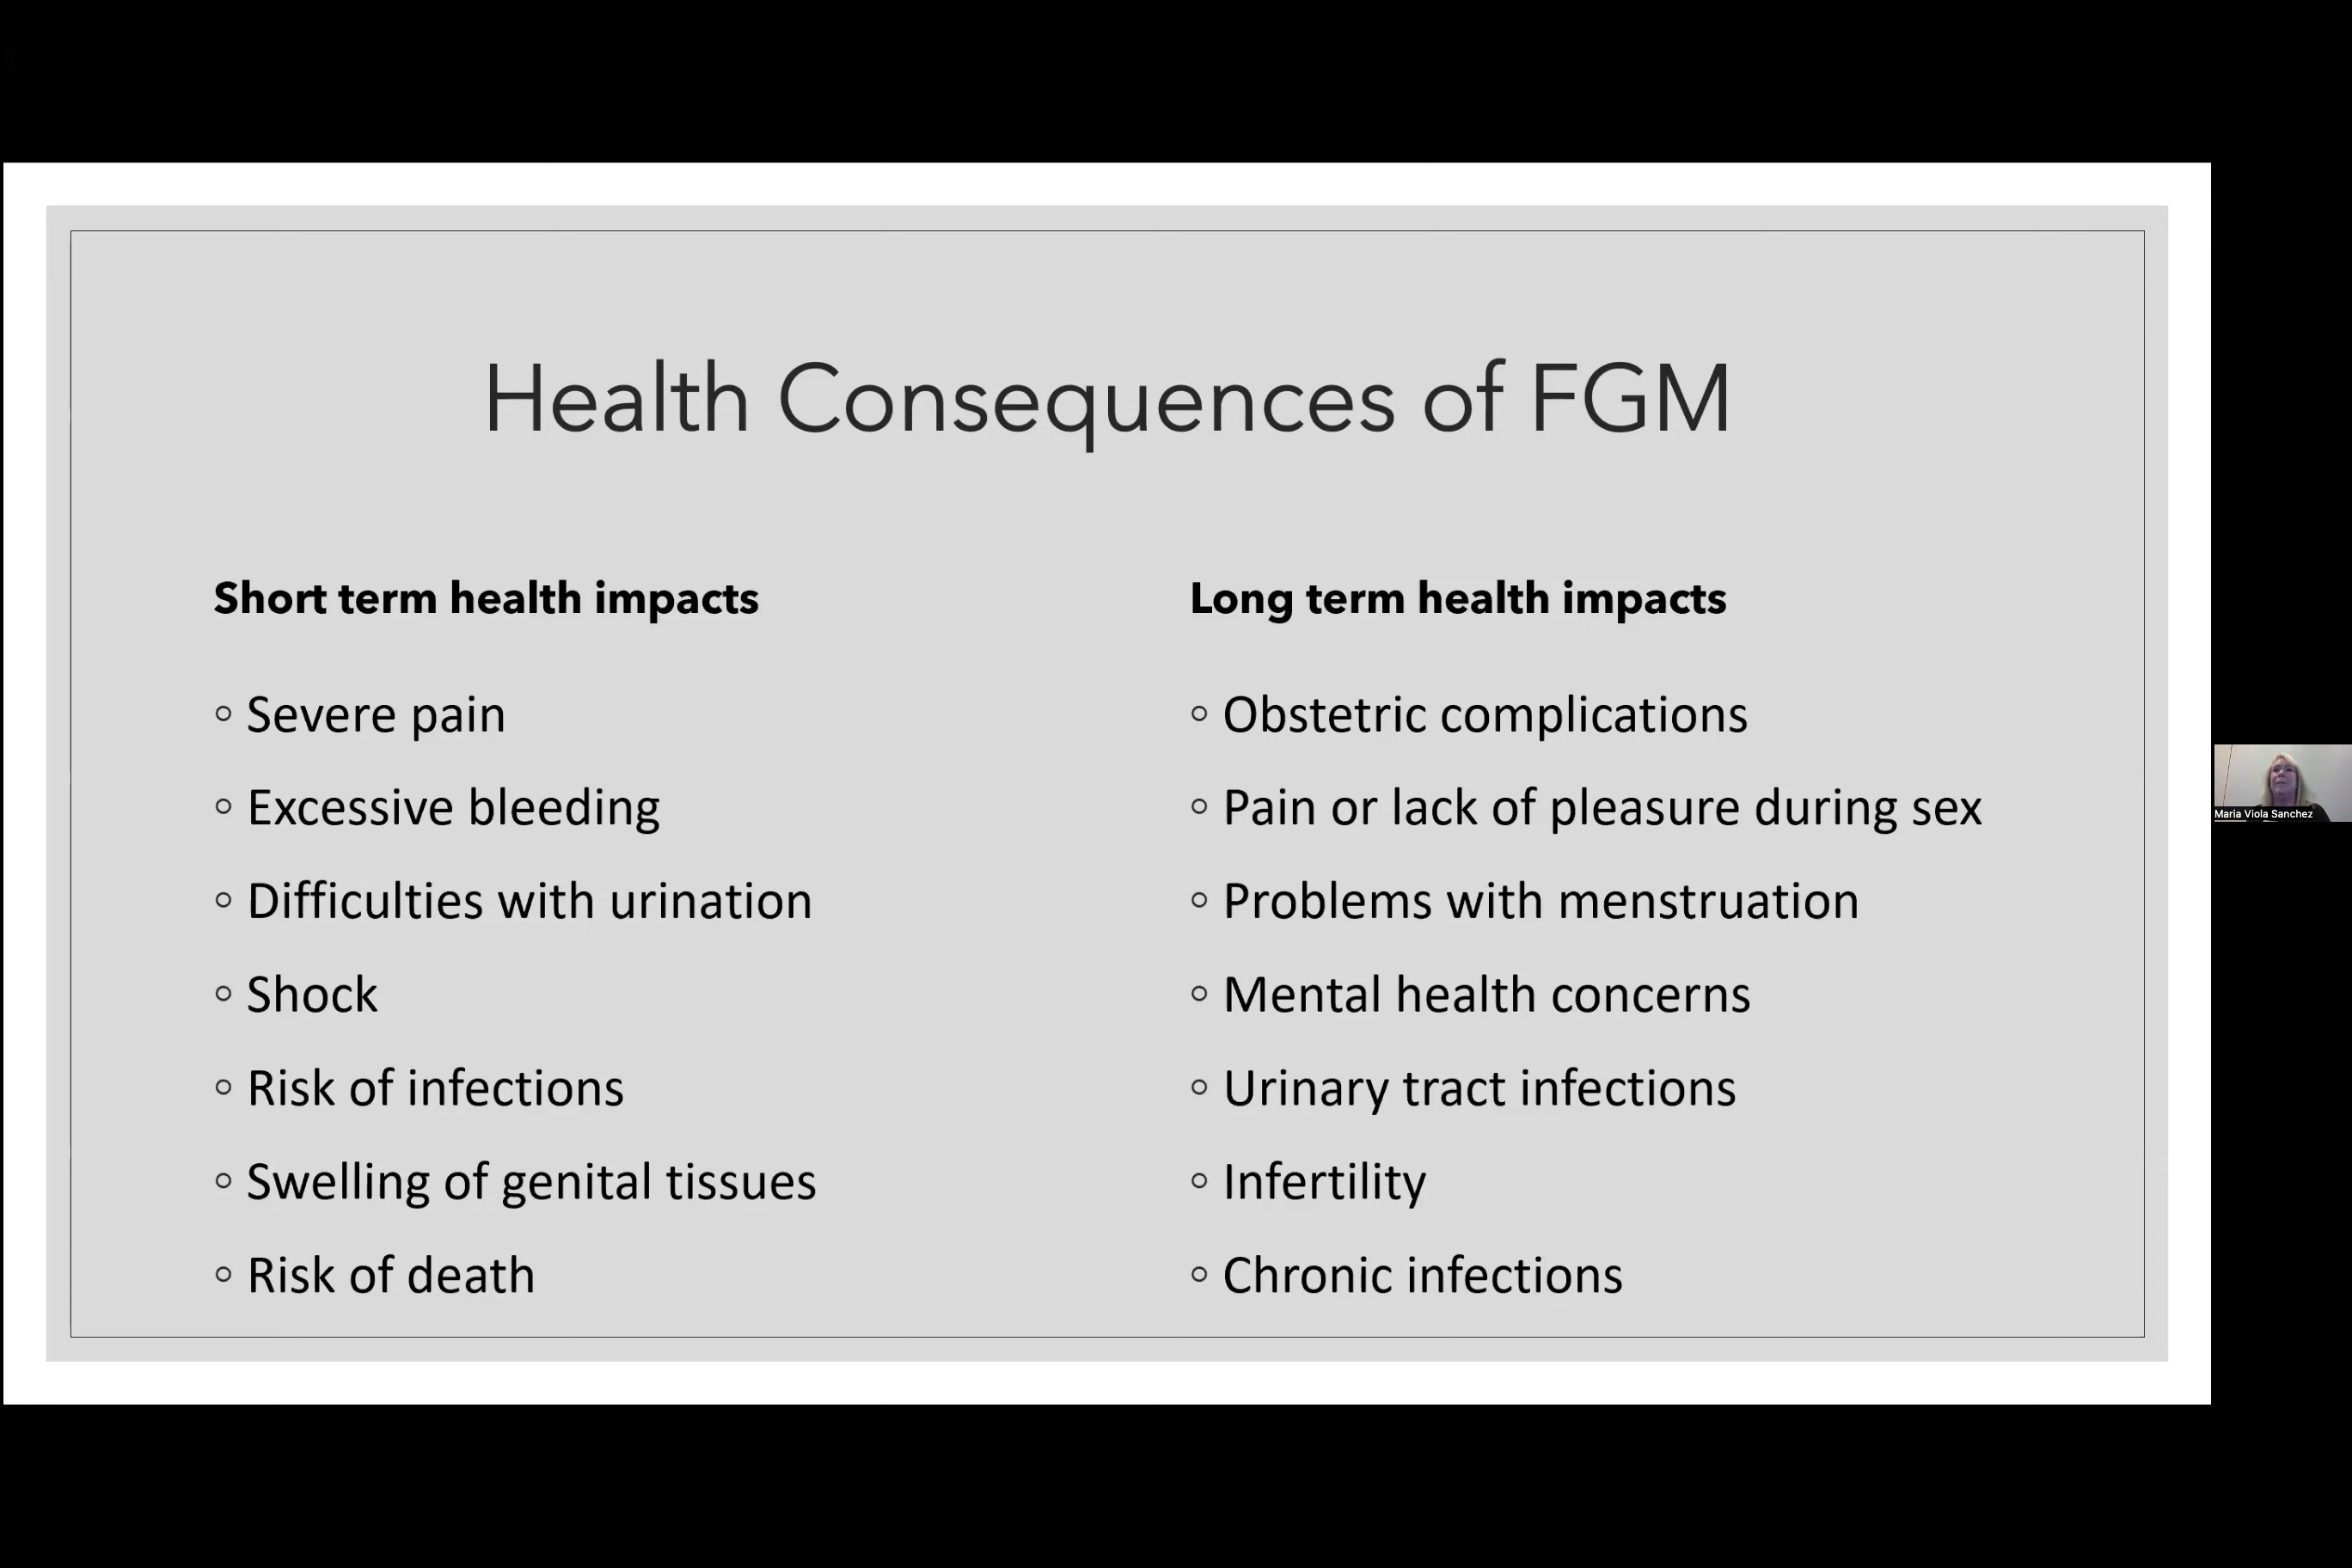 Health Consequences of FGM
Short term health impacts
◦ Severe pain
◦ Excessive bleeding
◦ Difficulties with urination
◦ Shock
◦ Risk of infections
◦ Swelling of genital tissues
◦ Risk of death
Long term health impacts
◦ Obstetric complications
◦ Pain or lack of pleasure during sex
◦ Problems with menstruation
◦ Mental health concerns
◦ Urinary tract infections
◦ Infertility
◦ Chronic infections
Maria Viola Sanchez